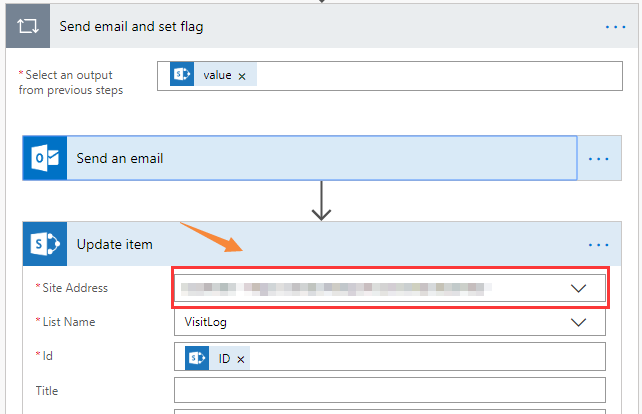 Send email and set flag
...
*Select an output
from previous steps
value ×
Send an email
...
Update item
...
*Site Address
*List Name
VisitLog
*Id
ID ×
Title